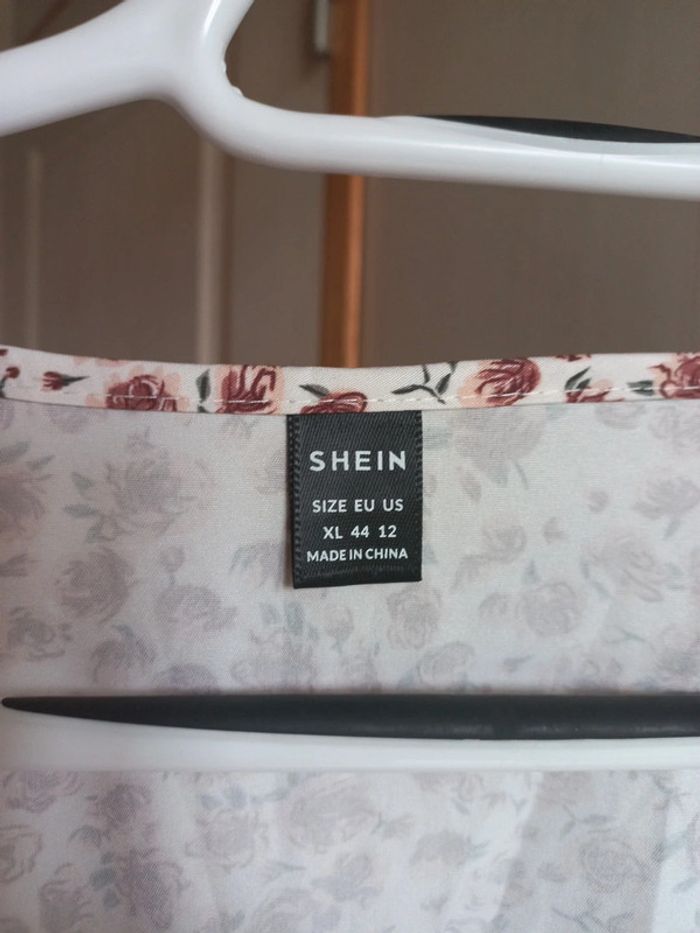 SHEIN
SIZE EU US
XL 44 12
MADE IN CHINA